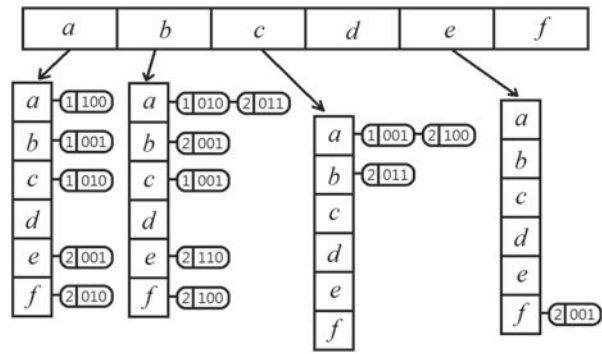 a b c d e f
a 1 100
b 1 001
c 1 010
d
e 2 001
f 2 010
a 1 010 2 011
b 2 001
c 1 001
d
e 2 110
f 2 100
a 1 001 2 100
b 2 011
c
d
e
f
a
b
c
d
e
f 2 001